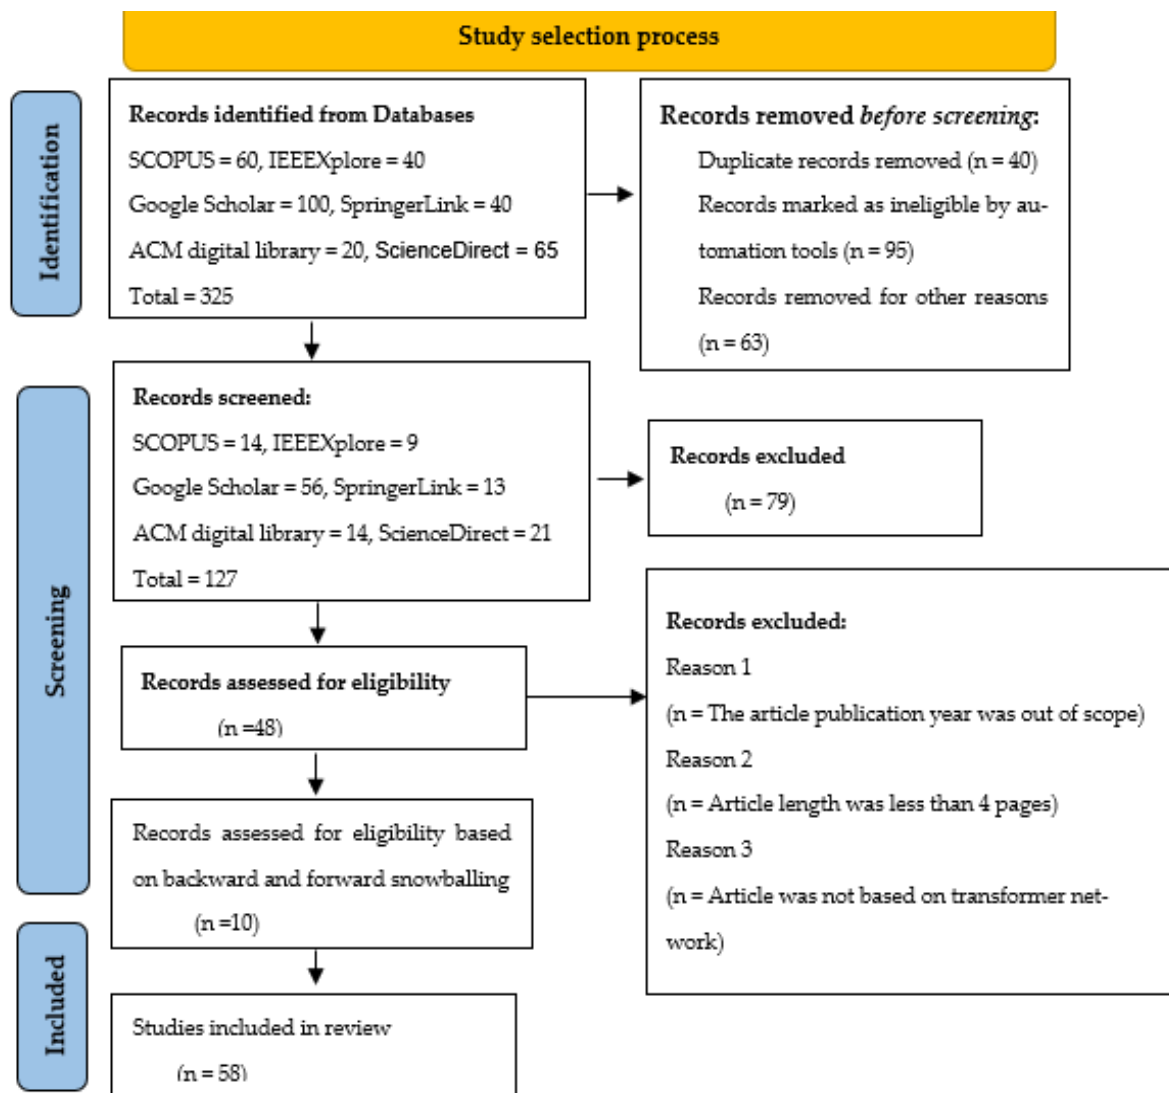 Study selection process
Identification
Records identified from Databases
SCOPUS = 60, IEEEXplore = 40
Google Scholar = 100, SpringerLink = 40
ACM digital library = 20, ScienceDirect = 65
Total = 325
Records removed before screening:
Duplicate records removed (n = 40)
Records marked as ineligible by au-
tomation tools (n = 95)
Records removed for other reasons
(n = 63)
Screening
Records screened:
SCOPUS = 14, IEEEXplore = 9
Google Scholar = 56, SpringerLink = 13
ACM digital library = 14, ScienceDirect = 21
Total = 127
Records excluded
(n = 79)
Records assessed for eligibility
(n =48)
Records excluded:
Reason 1
(n = The article publication year was out of scope)
Reason 2
(n = Article length was less than 4 pages)
Reason 3
(n = Article was not based on transformer net-
work)
Records assessed for eligibility based
on backward and forward snowballing
(n =10)
Included
Studies included in review
(n = 58)